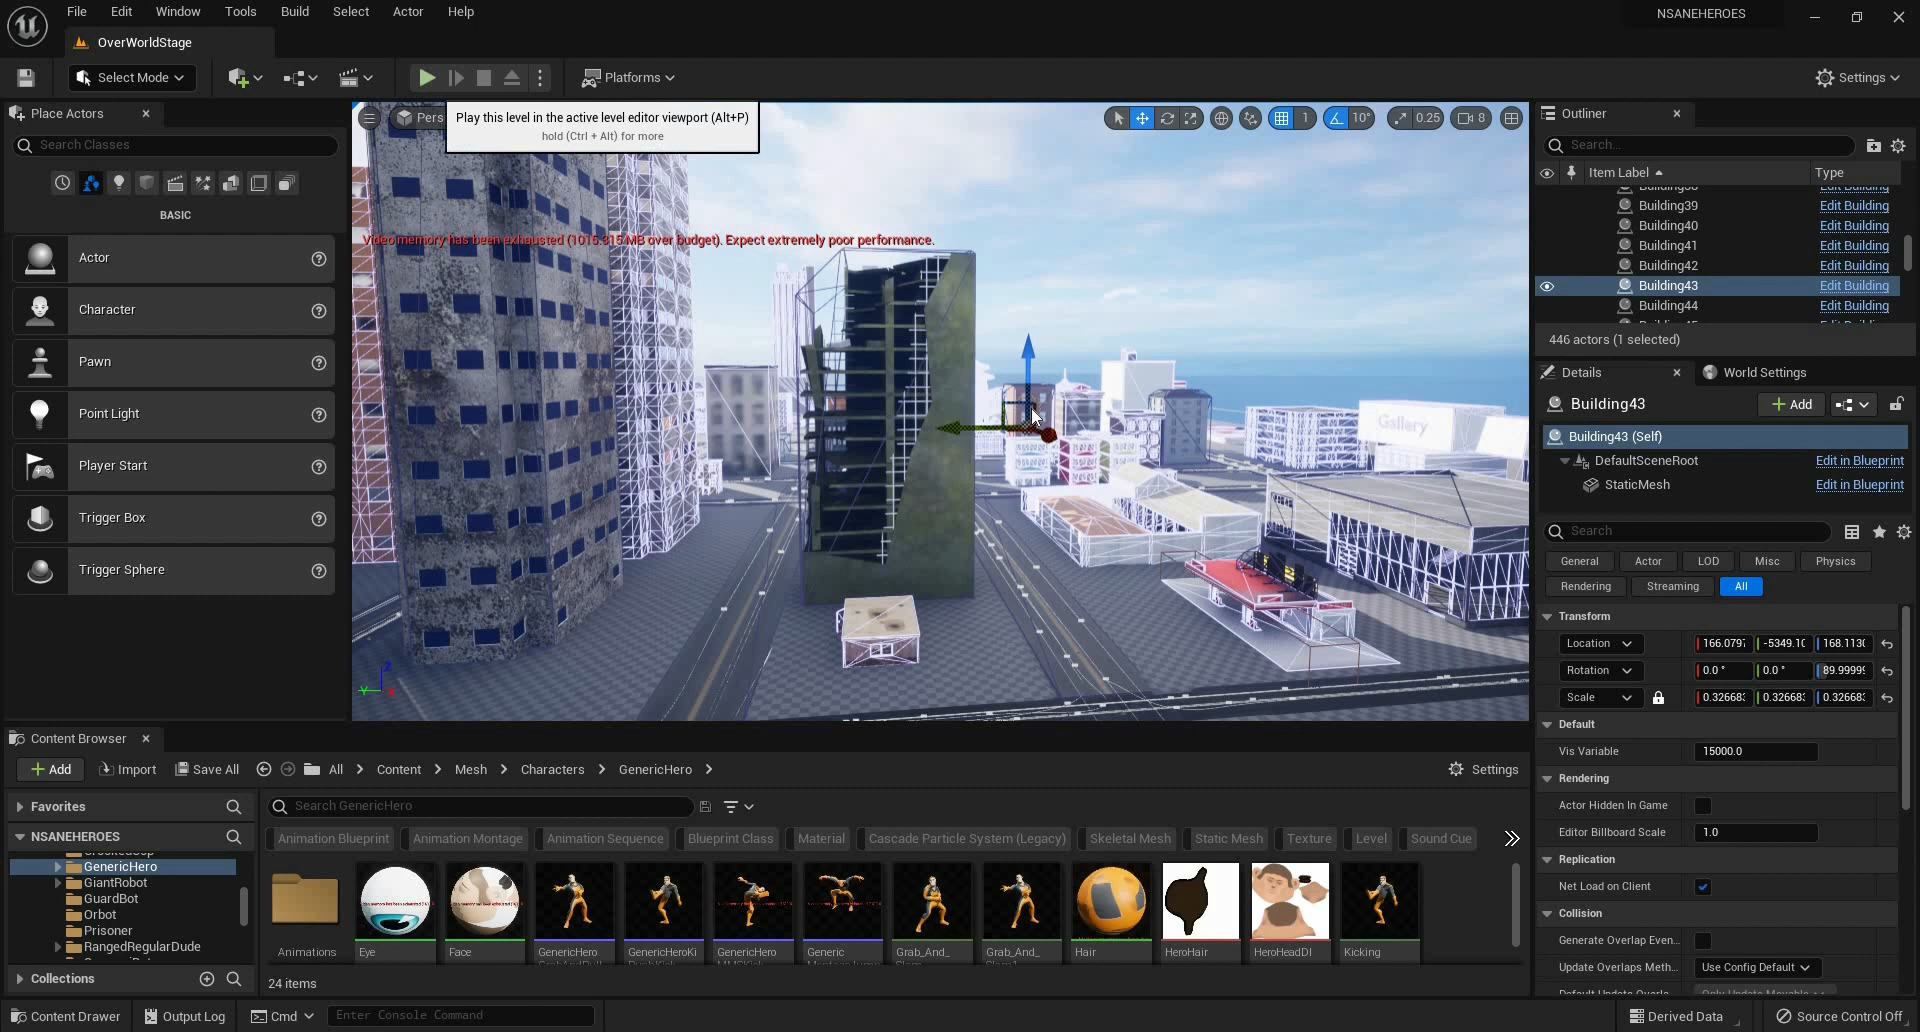 File Edit Window Tools Build Select Actor Help
NSANEHEROES
OverWorldStage
Select Mode
Platforms
Settings
Place Actors
Search Classes
BASIC
Actor
Character
Pawn
Point Light
Player Start
Trigger Box
Trigger Sphere
Pers
Play this level in the active level editor viewport (Alt+P)
hold (Ctrl + Alt) for more
1
10°
0.25
8
Video memory has been exhausted (1015.315 MB over budget). Expect extremely poor performance.
Gallery
Outliner
Search...
Item Label
Type
Building39 Edit Building
Building40 Edit Building
Building41 Edit Building
Building42 Edit Building
Building43 Edit Building
Building44 Edit Building
446 actors (1 selected)
Details
World Settings
Building43
Add
Building43 (Self)
DefaultSceneRoot Edit in Blueprint
StaticMesh Edit in Blueprint
Search
General Actor LOD Misc Physics
Rendering Streaming All
Transform
Location 166.0797 -5349.10 168.1130
Rotation 0.0 ° 0.0 ° 89.99999
Scale 0.326683 0.326683 0.326683
Default
Vis Variable 15000.0
Rendering
Actor Hidden In Game
Editor Billboard Scale 1.0
Replication
Net Load on Client
Collision
Generate Overlap Even...
Update Overlaps Meth... Use Config Default
Content Browser
Add Import Save All All Content Mesh Characters GenericHero
Settings
Favorites
NSANEHEROES
GenericHero
GiantRobot
GuardBot
Orbot
Prisoner
RangedRegularDude
Collections
Search GenericHero
Animation Blueprint Animation Montage Animation Sequence Blueprint Class Material Cascade Particle System (Legacy) Skeletal Mesh Static Mesh Texture Level Sound Cue
Animations Eye Face GenericHero GenericHeroKi GenericHero Generic Grab_And_ Grab_And_ Hair HeroHair HeroHeadDI Kicking
24 items
Content Drawer Output Log Cmd Enter Console Command
Derived Data Source Control Off